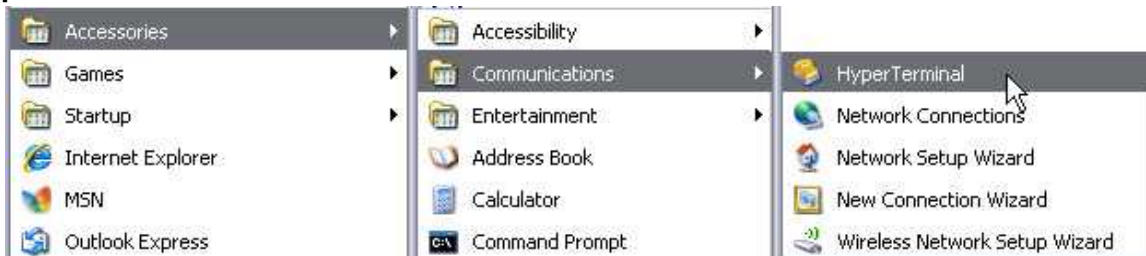 Accessories
Games
Startup
Internet Explorer
MSN
Outlook Express
Accessibility
Communications
Entertainment
Address Book
Calculator
Command Prompt
HyperTerminal
Network Connections
Network Setup Wizard
New Connection Wizard
Wireless Network Setup Wizard